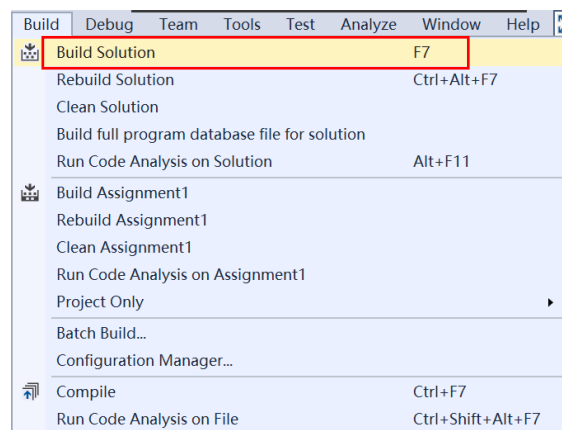 Build Debug Team Tools Test Analyze Window Help
Build Solution F7
Rebuild Solution Ctrl+Alt+F7
Clean Solution
Build full program database file for solution
Run Code Analysis on Solution Alt+F11
Build Assignment1
Rebuild Assignment1
Clean Assignment1
Run Code Analysis on Assignment1
Project Only
Batch Build...
Configuration Manager...
Compile Ctrl+F7
Run Code Analysis on File Ctrl+Shift+Alt+F7